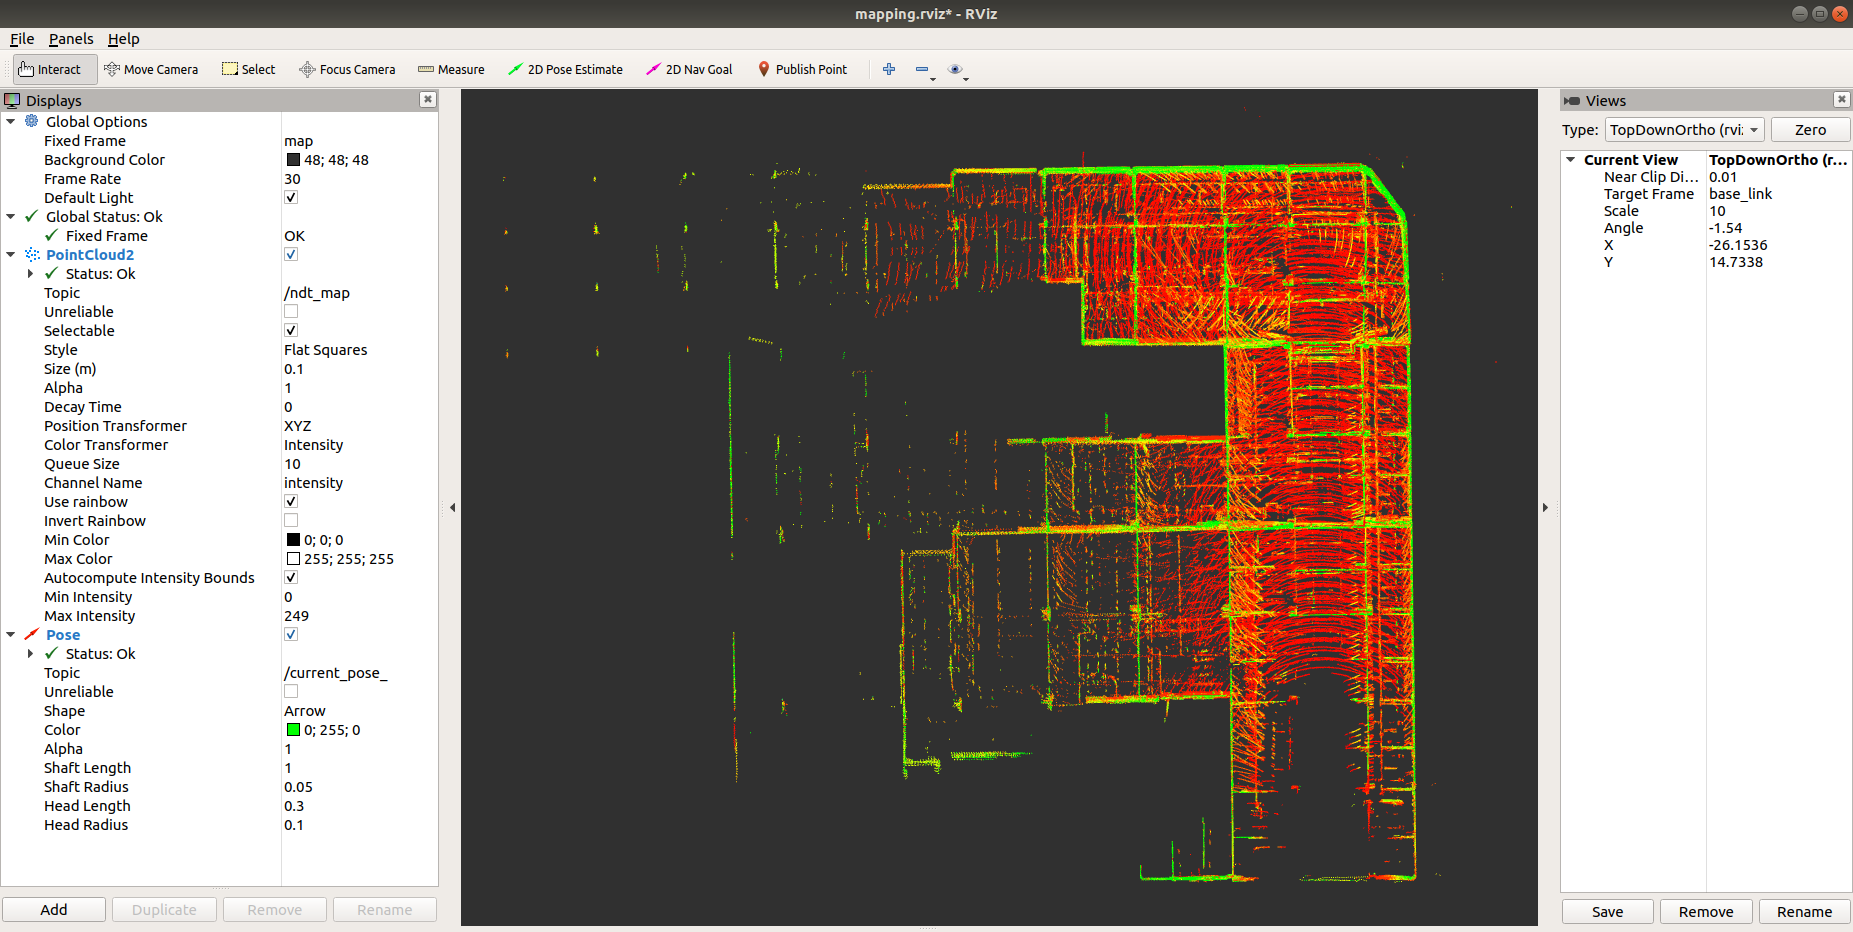 mapping.rviz* - RViz
File Panels Help
Interact Move Camera Select Focus Camera Measure 2D Pose Estimate 2D Nav Goal Publish Point
Displays
Global Options
Fixed Frame map
Background Color 48; 48; 48
Frame Rate 30
Default Light
Global Status: Ok
Fixed Frame OK
PointCloud2
Status: Ok
Topic /ndt_map
Unreliable
Selectable
Style Flat Squares
Size (m) 0.1
Alpha 1
Decay Time 0
Position Transformer XYZ
Color Transformer Intensity
Queue Size 10
Channel Name intensity
Use rainbow
Invert Rainbow
Min Color 0; 0; 0
Max Color 255; 255; 255
Autocompute Intensity Bounds
Min Intensity 0
Max Intensity 249
Pose
Status: Ok
Topic /current_pose_
Unreliable
Shape Arrow
Color 0; 255; 0
Alpha 1
Shaft Length 1
Shaft Radius 0.05
Head Length 0.3
Head Radius 0.1
Add Duplicate Remove Rename
Views
Type: TopDownOrtho (rviz Zero
Current View TopDownOrtho (r...
Near Clip Di... 0.01
Target Frame base_link
Scale 10
Angle -1.54
X -26.1536
Y 14.7338
Save Remove Rename